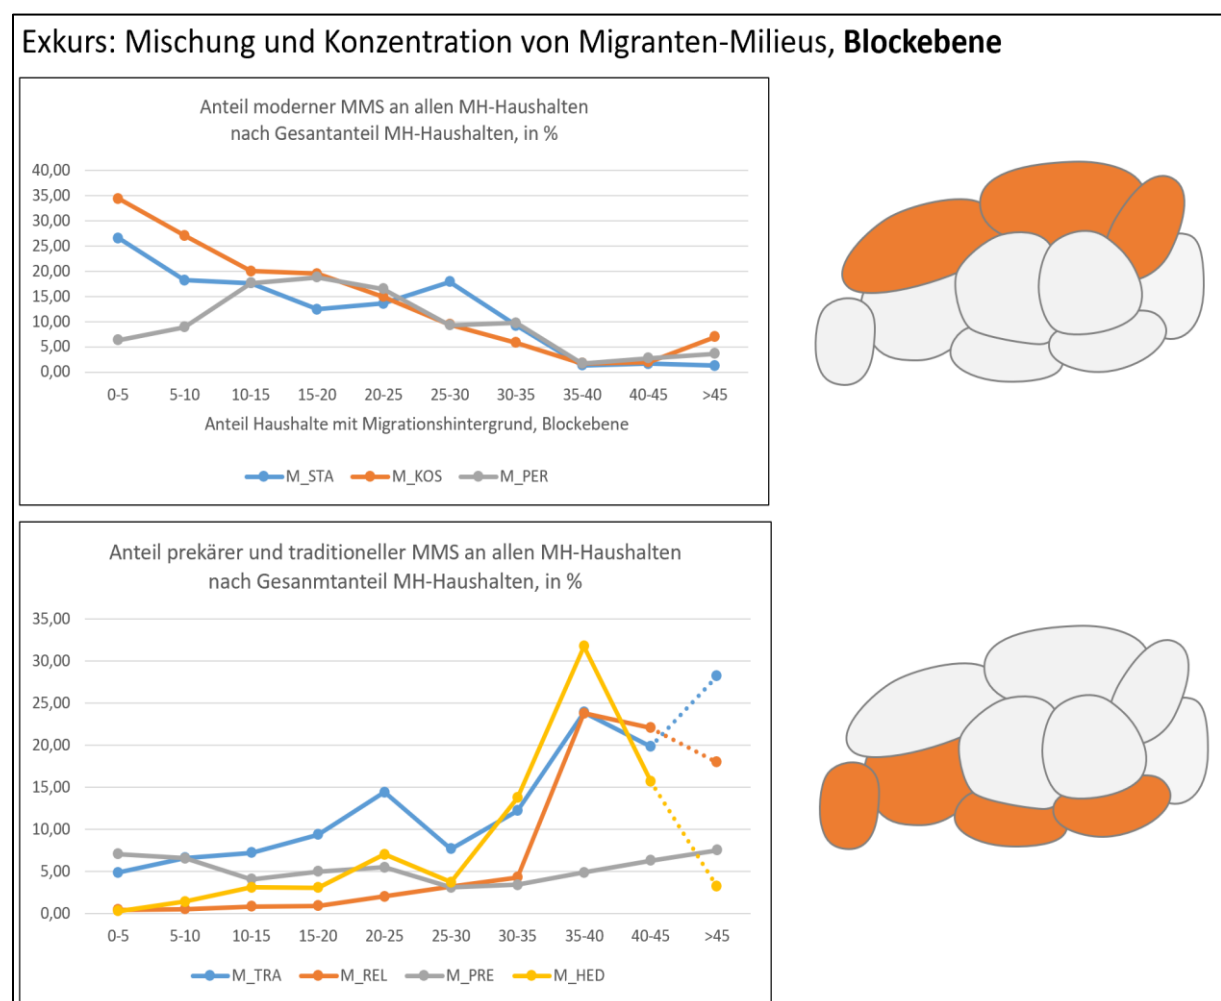 Exkurs: Mischung und Konzentration von Migranten-Milieus, Blockebene
Anteil moderner MMS an allen MH-Haushalten
nach Gesantanteil MH-Haushalten, in %
40,00
35,00
30,00
25,00
20,00
15,00
10,00
5,00
0,00
0-5 5-10 10-15 15-20 20-25 25-30 30-35 35-40 40-45 >45
Anteil Haushalte mit Migrationshintergrund, Blockebene
M_STA M_KOS M_PER
Anteil prekärer und traditioneller MMS an allen MH-Haushalten
nach Gesanmtanteil MH-Haushalten, in %
35,00
30,00
25,00
20,00
15,00
10,00
5,00
0,00
0-5 5-10 10-15 15-20 20-25 25-30 30-35 35-40 40-45 >45
M_TRA M_REL M_PRE M_HED